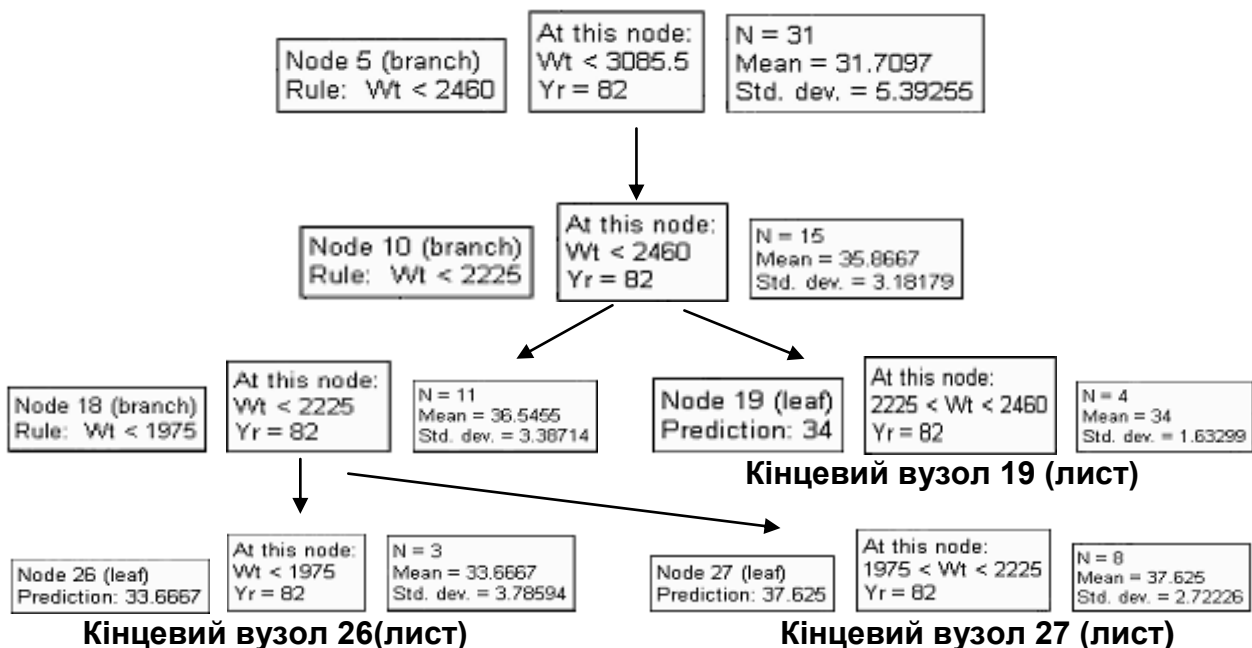 Node 5 (branch)
Rule: Wt < 2460
At this node:
Wt < 3085.5
Yr = 82
N = 31
Mean = 31.7097
Std. dev. = 5.39255
Node 10 (branch)
Rule: Wt < 2225
At this node:
Wt < 2460
Yr = 82
N = 15
Mean = 35.8667
Std. dev. = 3.18179
Node 18 (branch)
Rule: Wt < 1975
At this node:
Wt < 2225
Yr = 82
N = 11
Mean = 36.5455
Std. dev. = 3.38714
Node 19 (leaf)
Prediction: 34
At this node:
2225 < Wt < 2460
Yr = 82
N = 4
Mean = 34
Std. dev. = 1.63299
Кінцевий вузол 19 (лист)
Node 26 (leaf)
Prediction: 33.6667
At this node:
Wt < 1975
Yr = 82
N = 3
Mean = 33.6667
Std. dev. = 3.78594
Кінцевий вузол 26(лист)
Node 27 (leaf)
Prediction: 37.625
At this node:
1975 < Wt < 2225
Yr = 82
N = 8
Mean = 37.625
Std. dev. = 2.72226
Кінцевий вузол 27 (лист)